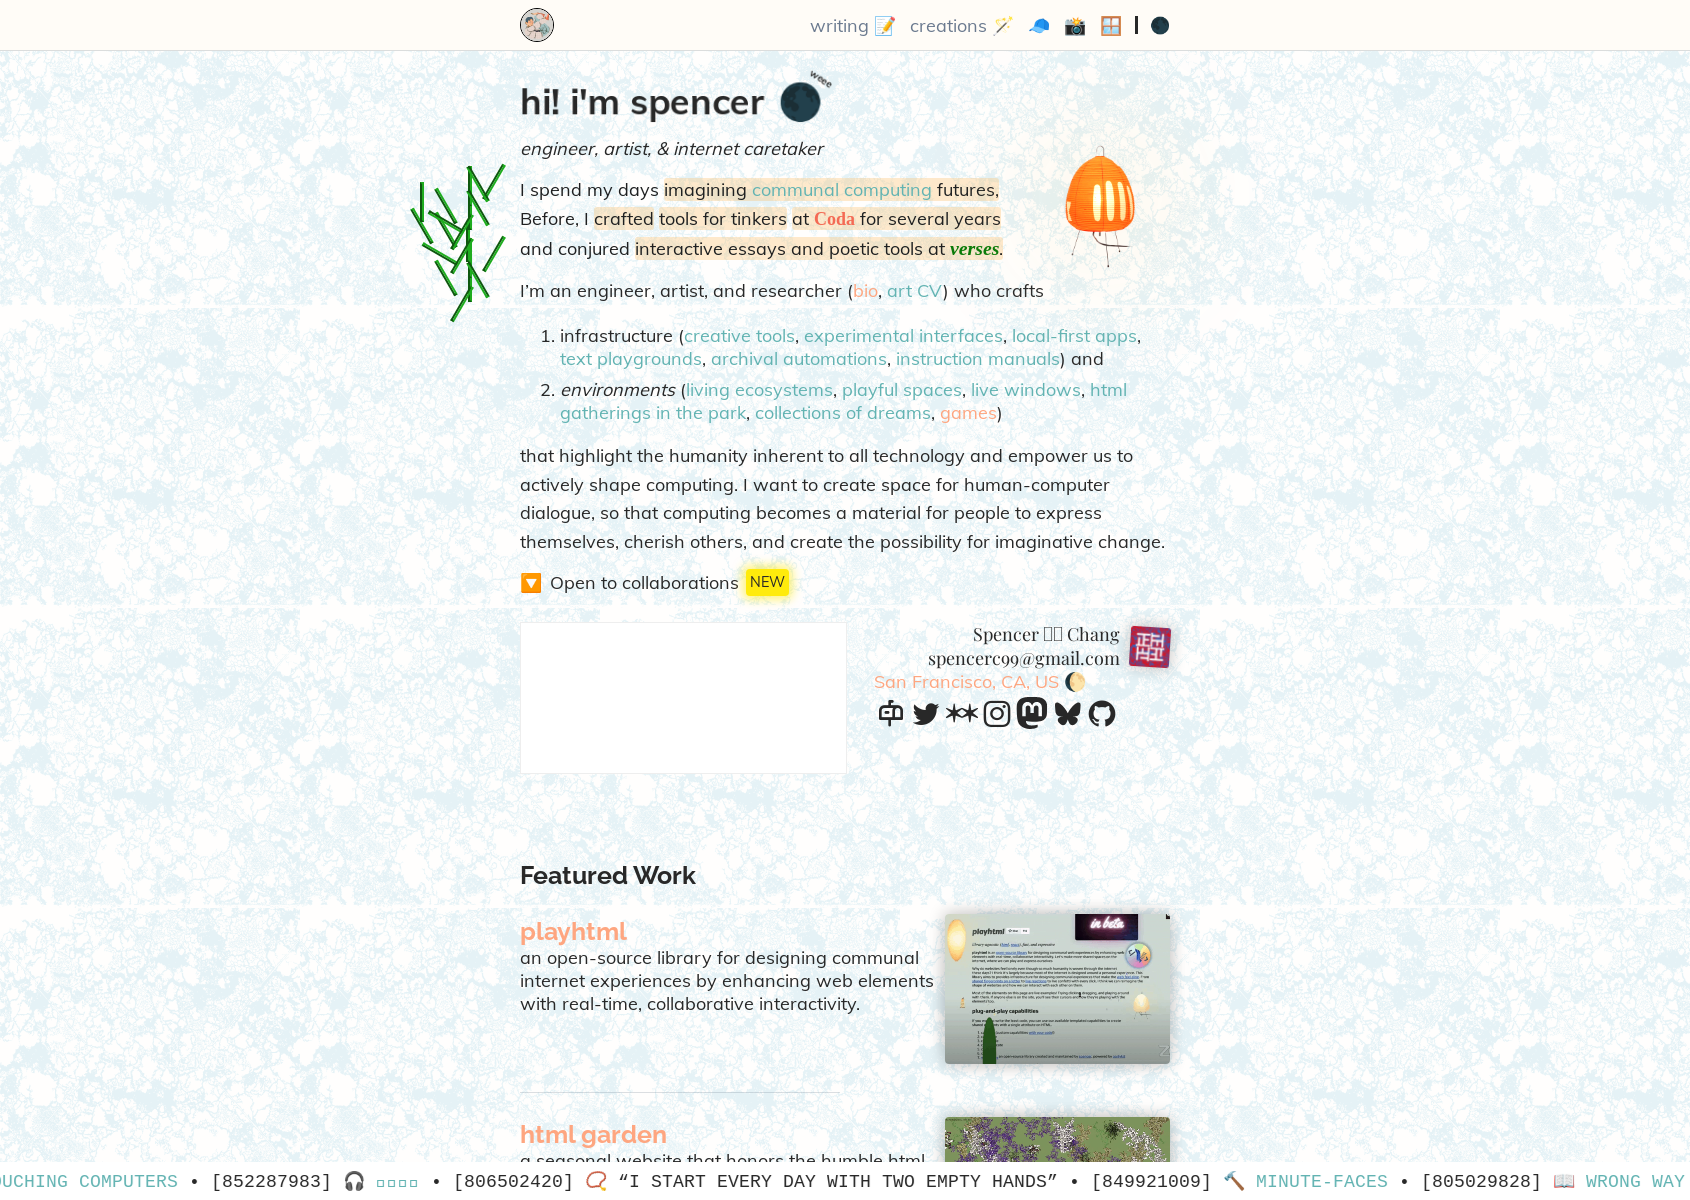 writing 📝 creations 🪄 🧢 📸 🪟 | 🌑
weee
hi! i'm spencer 🌑
engineer, artist, & internet caretaker
I spend my days imagining communal computing futures,
Before, I crafted tools for tinkers at Coda for several years
and conjured interactive essays and poetic tools at verses.
I'm an engineer, artist, and researcher (bio, art CV) who crafts
1. infrastructure (creative tools, experimental interfaces, local-first apps,
text playgrounds, archival automations, instruction manuals) and
2. environments (living ecosystems, playful spaces, live windows, html
gatherings in the park, collections of dreams, games)
that highlight the humanity inherent to all technology and empower us to
actively shape computing. I want to create space for human-computer
dialogue, so that computing becomes a material for people to express
themselves, cherish others, and create the possibility for imaginative change.
🔽 Open to collaborations NEW
Spencer Chang
spencerc99@gmail.com
San Francisco, CA, US 🌔
Featured Work
playhtml
an open-source library for designing communal
internet experiences by enhancing web elements
with real-time, collaborative interactivity.
in beta
playhtml
plug-and-play capabilities
html garden
a seasonal website that honors the humble html
OUCHING COMPUTERS • [852287983] 🎧 • [806502420] 📿 “I START EVERY DAY WITH TWO EMPTY HANDS” • [849921009] 🔨 MINUTE-FACES • [805029828] 📖 WRONG WAY